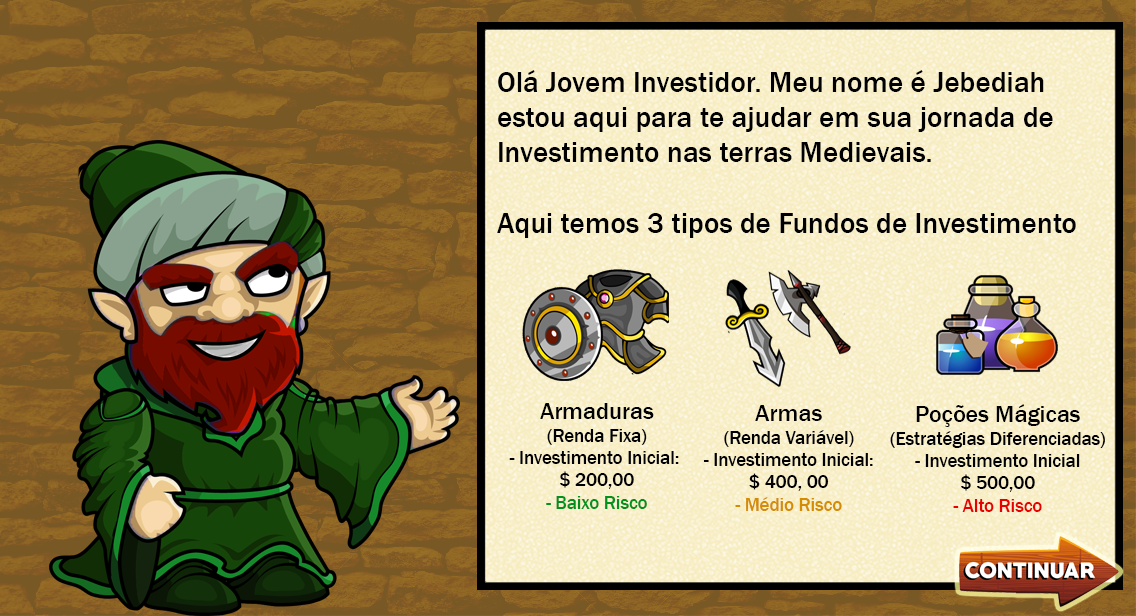 Olá Jovem Investidor. Meu nome é Jebediah
estou aqui para te ajudar em sua jornada de
Investimento nas terras Medievais.
Aqui temos 3 tipos de Fundos de Investimento
Armaduras
(Renda Fixa)
- Investimento Inicial:
$ 200,00
- Baixo Risco
Armas
(Renda Variável)
- Investimento Inicial:
$ 400, 00
- Médio Risco
Poções Mágicas
(Estratégias Diferenciadas)
- Investimento Inicial
$ 500,00
- Alto Risco
CONTINUAR